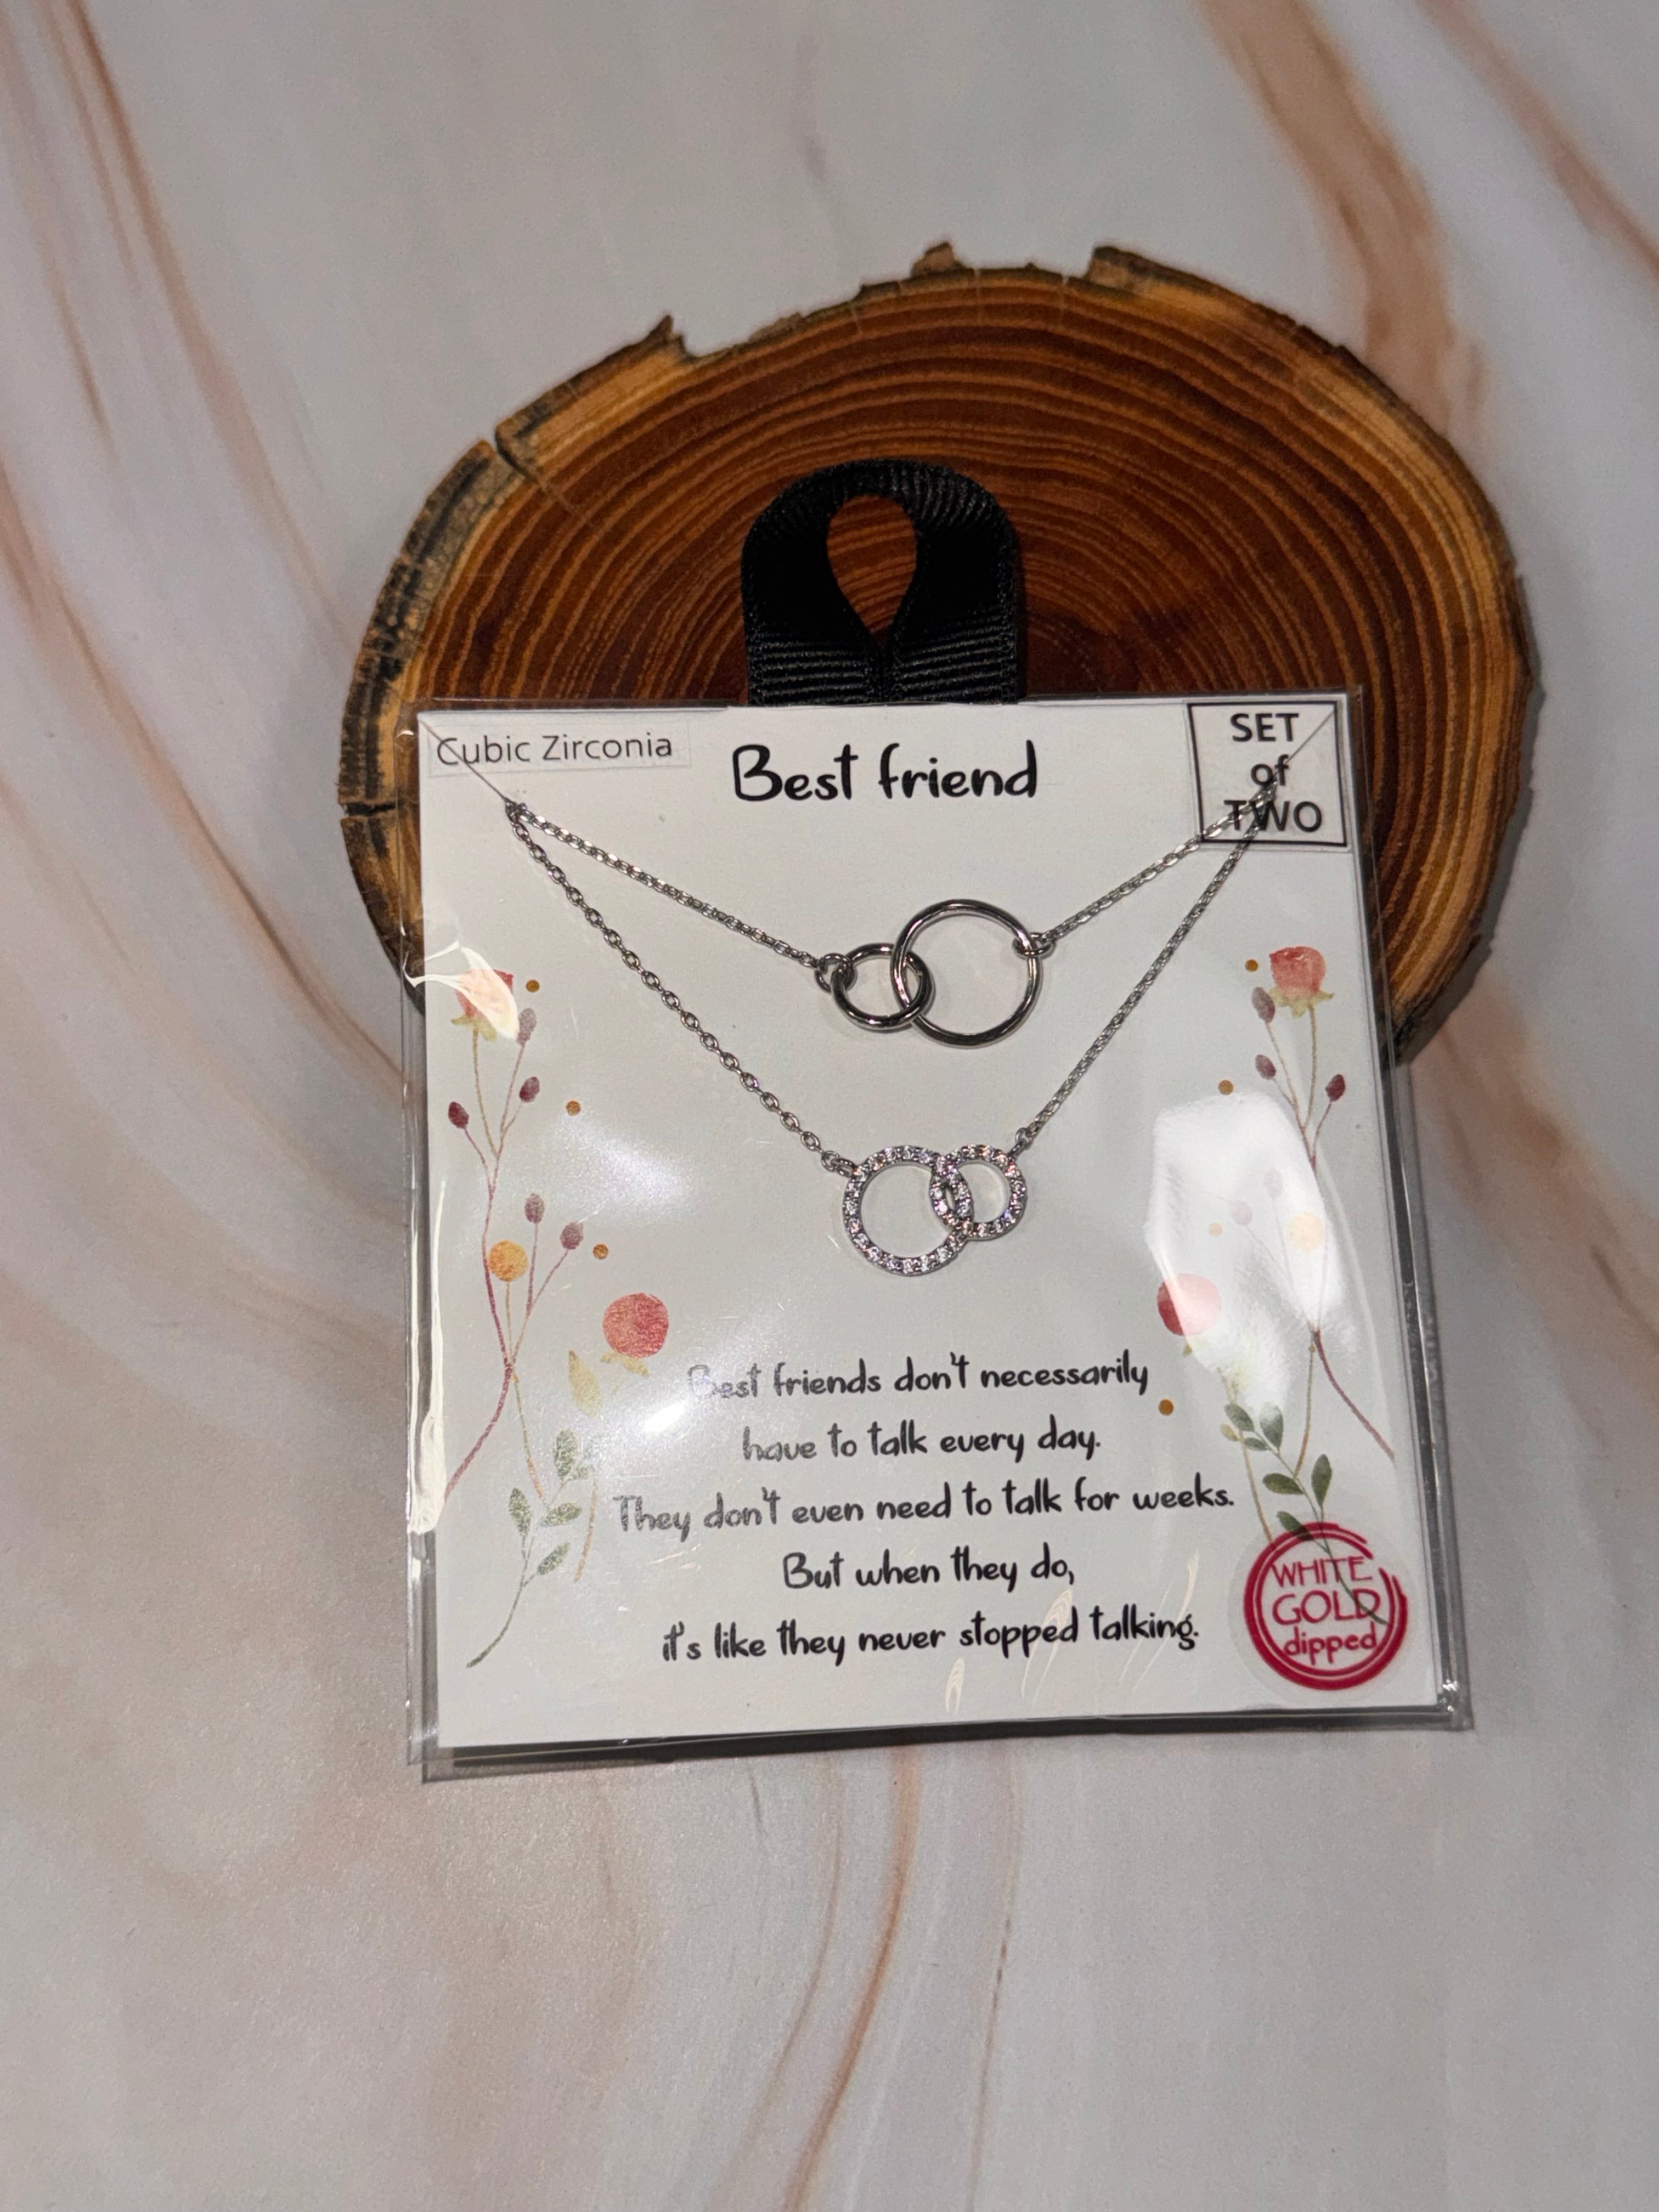 Cubic Zirconia
Best friend
SET
of
TWO
Best friends don't necessarily
have to talk every day.
They don't even need to talk for weeks.
But when they do,
it's like they never stopped talking.
WHITE
GOLD
dipped